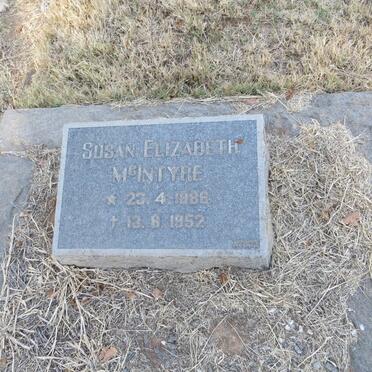 SUSAN ELIZABETH
McINTYRE
* 23. 4. 1886
† 13. 8. 1952